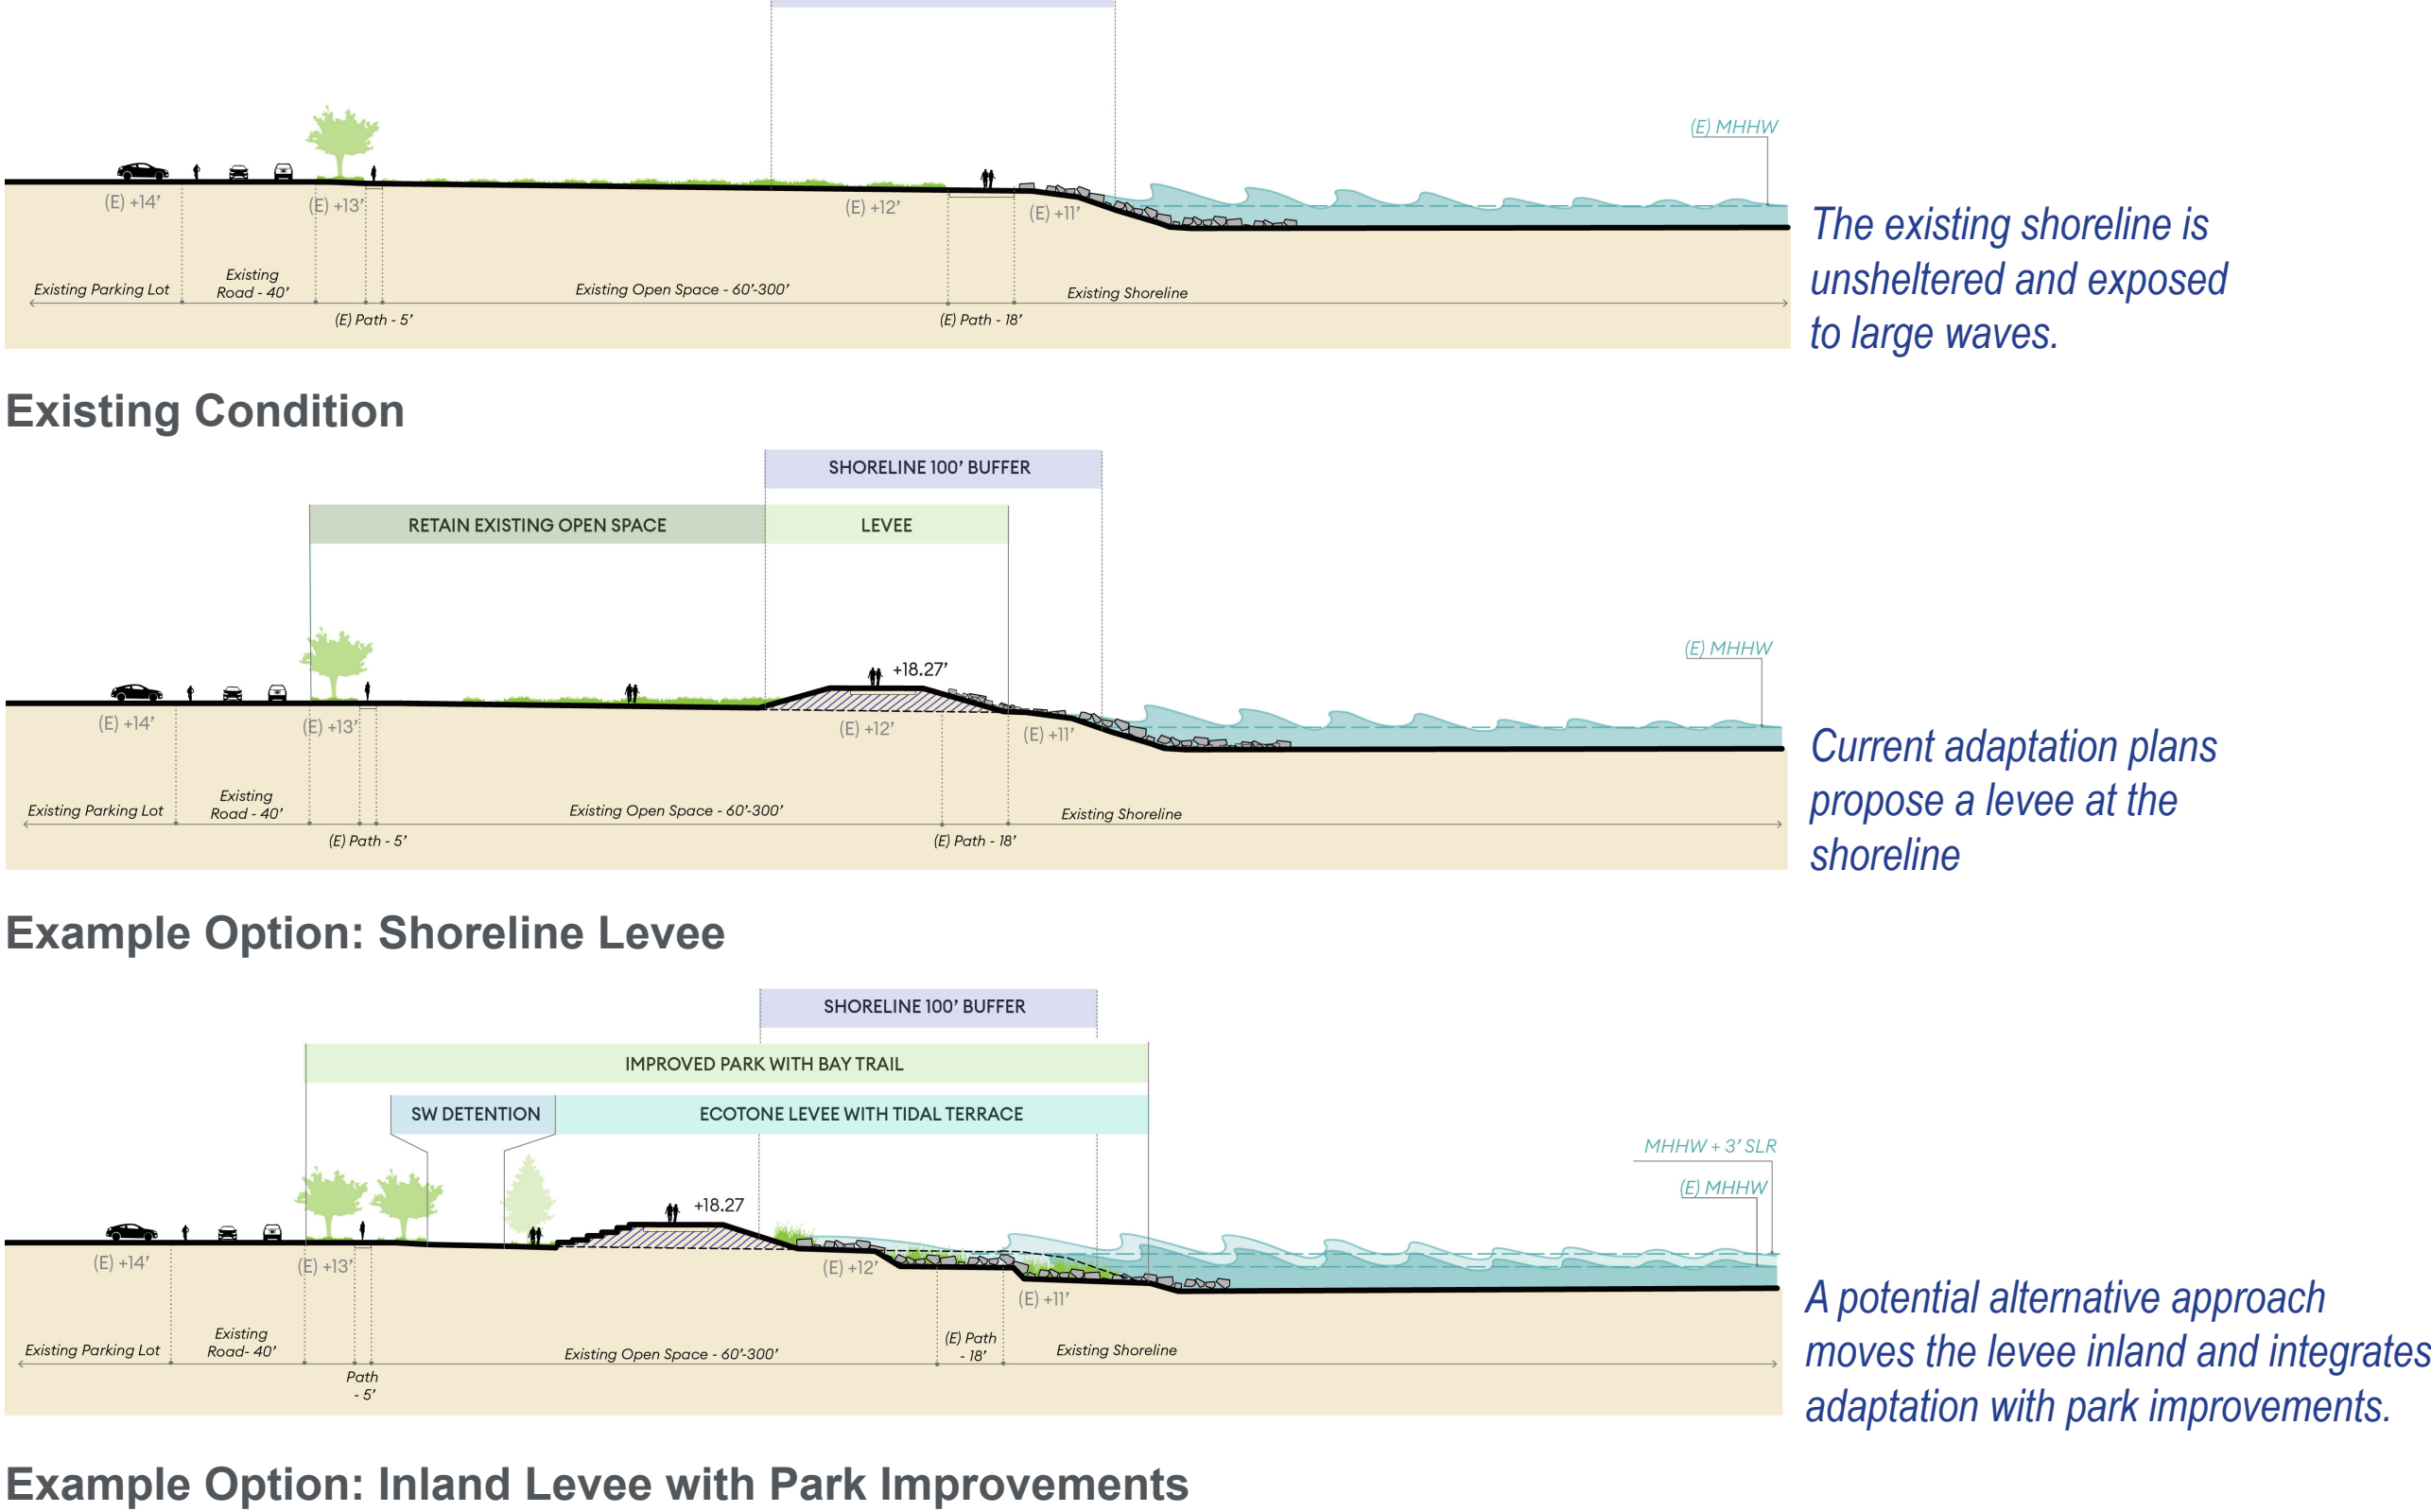 (E) MHHW
(E) +14’
(E) +13’
(E) +12’
(E) +11’
Existing Parking Lot
Existing
Road - 40’
(E) Path - 5’
Existing Open Space - 60’-300’
(E) Path - 18’
Existing Shoreline
The existing shoreline is
unsheltered and exposed
to large waves.
Existing Condition
SHORELINE 100’ BUFFER
RETAIN EXISTING OPEN SPACE
LEVEE
+18.27’
(E) MHHW
(E) +14’
(E) +13’
(E) +12’
(E) +11’
Existing Parking Lot
Existing
Road - 40’
(E) Path - 5’
Existing Open Space - 60’-300’
(E) Path - 18’
Existing Shoreline
Current adaptation plans
propose a levee at the
shoreline
Example Option: Shoreline Levee
SHORELINE 100’ BUFFER
IMPROVED PARK WITH BAY TRAIL
SW DETENTION
ECOTONE LEVEE WITH TIDAL TERRACE
MHHW + 3’ SLR
(E) MHHW
+18.27
(E) +14’
(E) +13’
(E) +12’
(E) +11’
Existing Parking Lot
Existing
Road- 40’
Path
- 5’
Existing Open Space - 60’-300’
(E) Path
- 18’
Existing Shoreline
A potential alternative approach
moves the levee inland and integrates
adaptation with park improvements.
Example Option: Inland Levee with Park Improvements